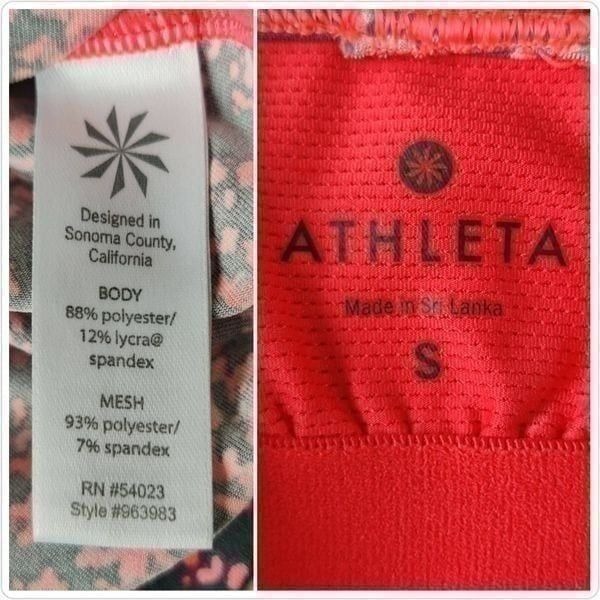 Designed in
Sonoma County,
California
BODY
88% polyester/
12% lycra@
spandex
MESH
93% polyester/
7% spandex
RN #54023
Style #963983
ATHLETA
Made in Sri Lanka
S